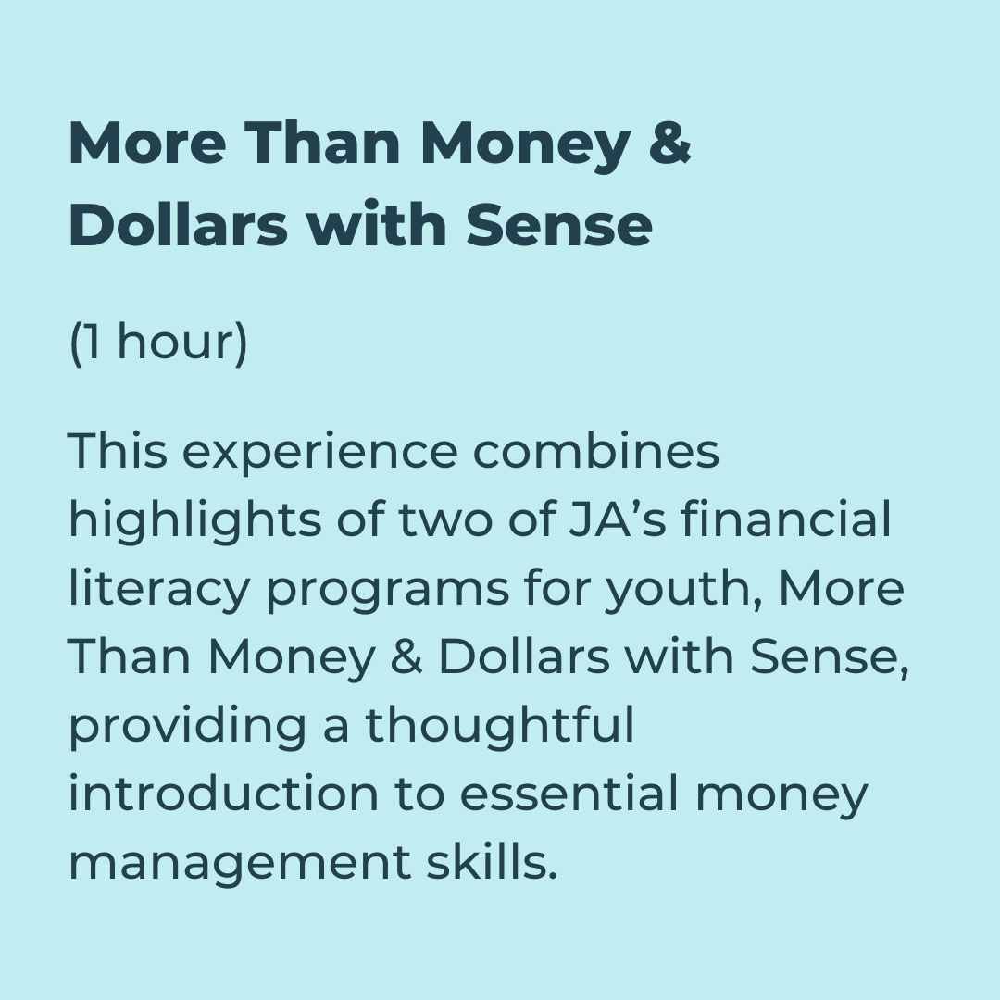 More Than Money &
Dollars with Sense
(1 hour)
This experience combines
highlights of two of JA’s financial
literacy programs for youth, More
Than Money & Dollars with Sense,
providing a thoughtful
introduction to essential money
management skills.